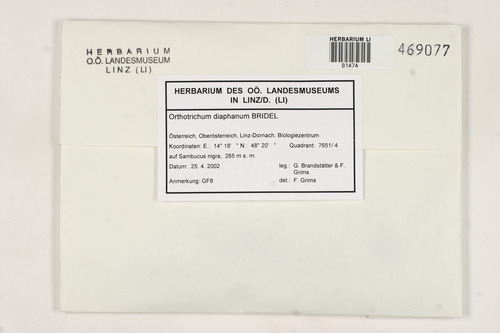 HERBARIUM
O.Ö. LANDESMUSEUM
LINZ (LI)
HERBARIUM LI
81474
469077
HERBARIUM DES OÖ. LANDESMUSEUMS
IN LINZ/D. (LI)
Orthotrichum diaphanum BRIDEL
Österreich, Oberösterreich, Linz-Dornach, Biologiezentrum
Koordinaten: E.: 14° 18' " N.: 48° 20' " Quadrant: 7651/ 4
auf Sambucus nigra, 265 m s. m.
Datum: 25. 4. 2002 leg.: G. Brandstätter & F. Grims
Anmerkung: GF8 det.: F. Grims